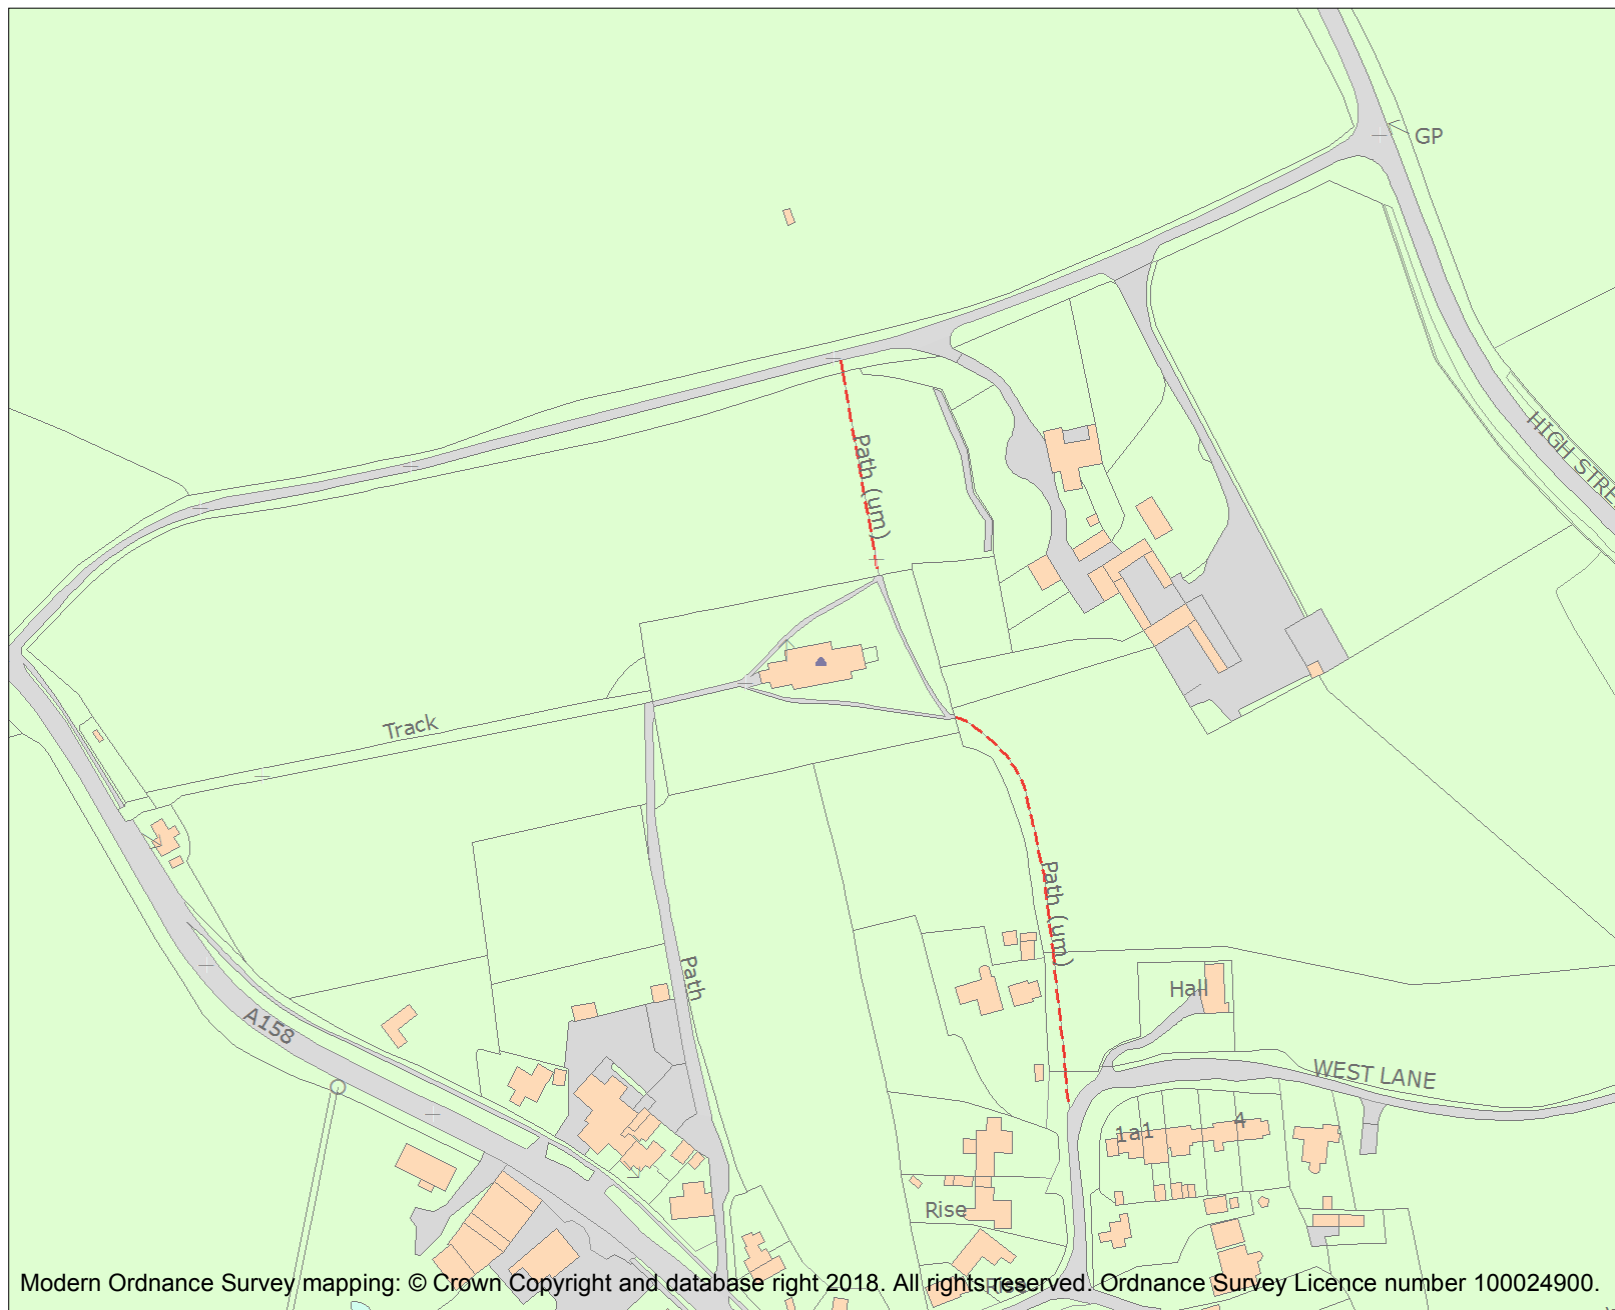 GP
HIGH STRE
Path (um)
Track
Path (um)
Path
Hall
A158
WEST LANE
1a1
4
Rise
Rise
Modern Ordnance Survey mapping: © Crown Copyright and database right 2018. All rights reserved. Ordnance Survey Licence number 100024900.